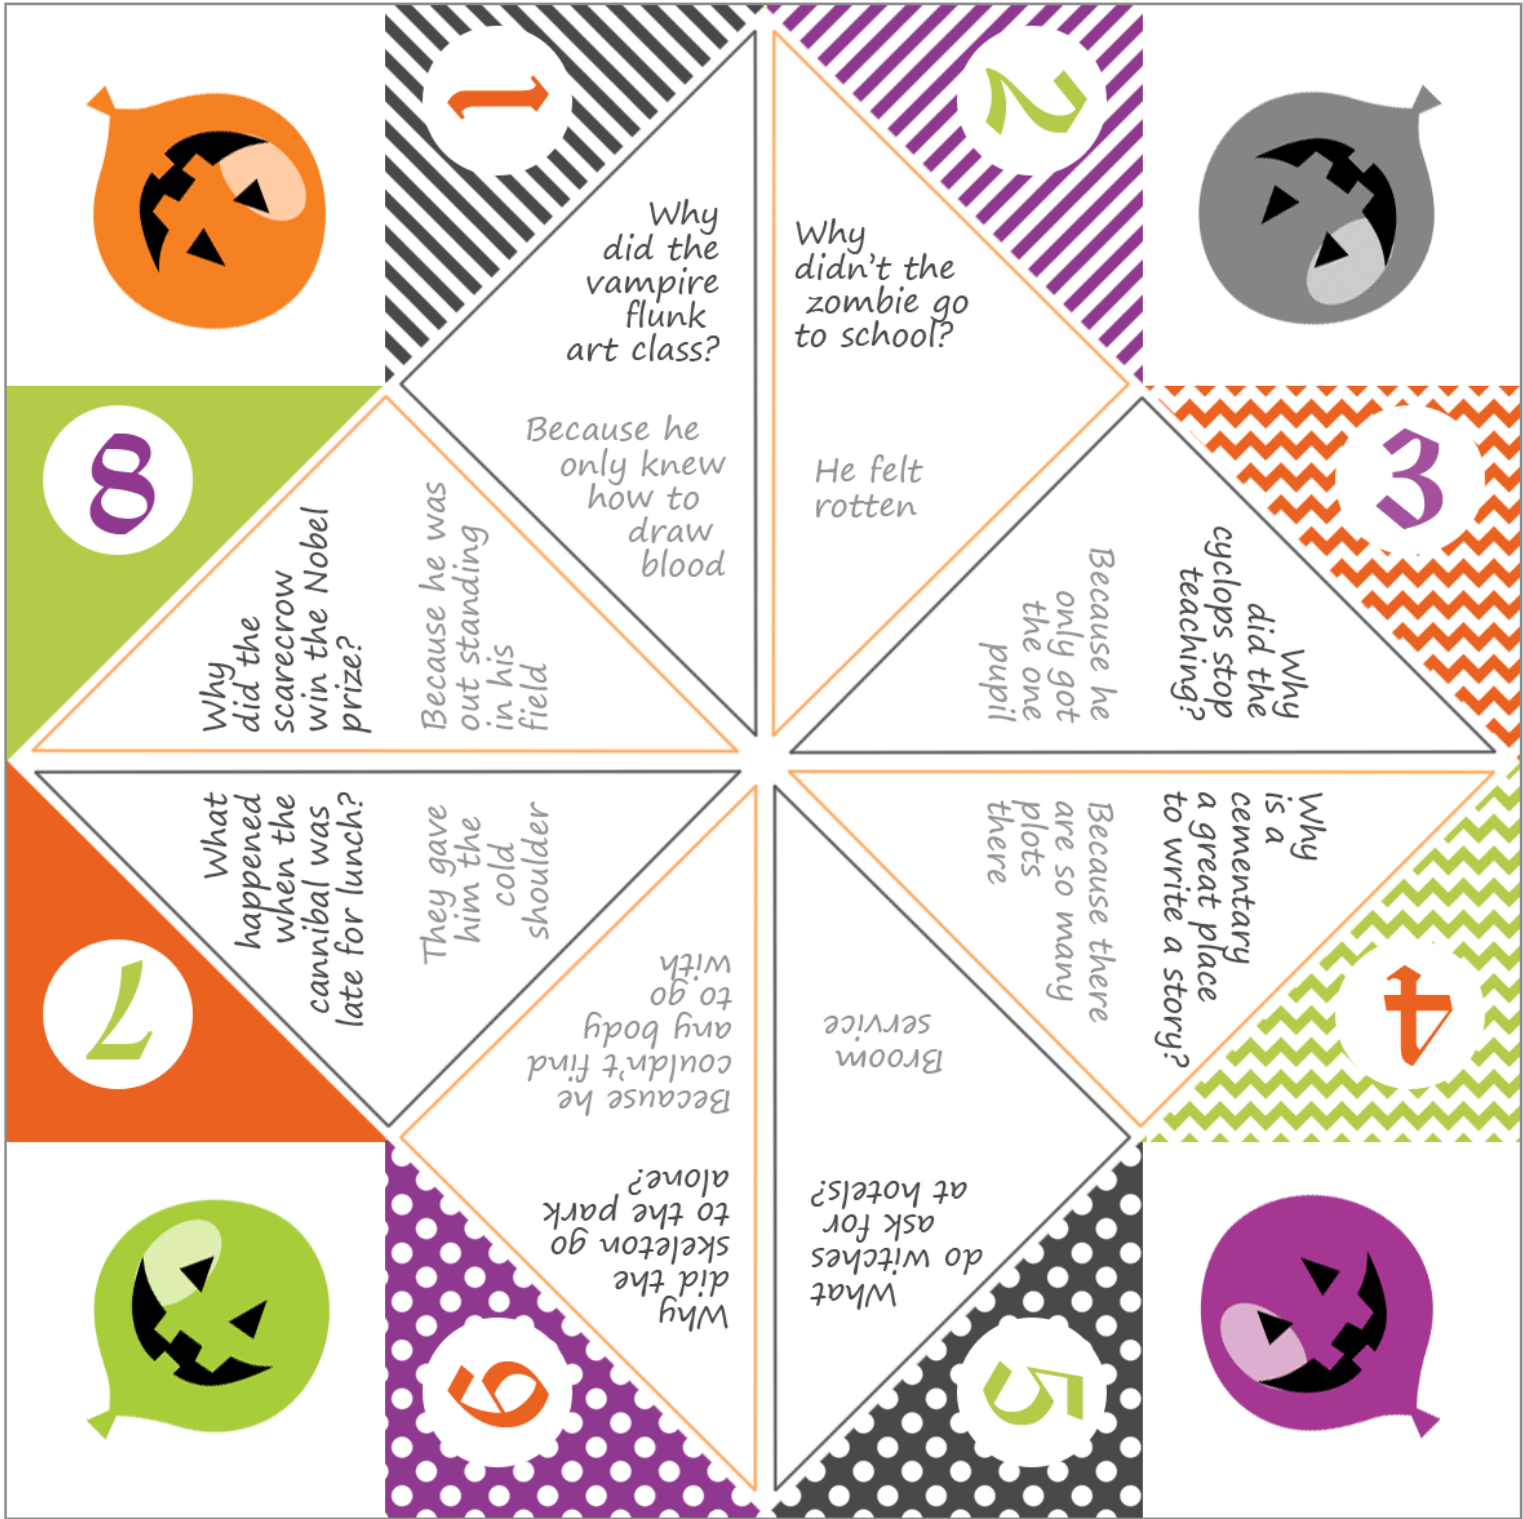 1
Why
did the
vampire
flunk
art class?
Because he
only knew
how to
draw
blood
2
Why
didn't the
zombie go
to school?
He felt
rotten
3
Why
did the
cyclops stop
teaching?
Because he
only got
the one
pupil
4
Why
is a
cementary
a great place
to write a story?
Because there
are so many
plots
there
5
What
do witches
ask for
at hotels?
Broom
service
6
Why
did the
skeleton go
to the park
alone?
Because he
couldn't find
any body
to go
with
7
What
happened
when the
cannibal was
late for lunch?
They gave
him the
cold
shoulder
8
Why
did the
scarecrow
win the Nobel
prize?
Because he was
out standing
in his
field